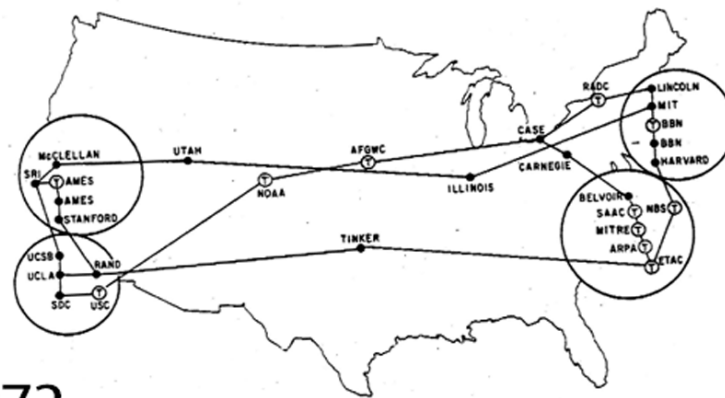 RADC
LINCOLN
T
MIT
T BBN
BBN
HARVARD
CASE
CARNEGIE
AFGWC
T
UTAH
McCLELLAN
SRI
T AMES
AMES
STANFORD
T
NOAA
ILLINOIS
BELVOIR
SAAC T
MITRE T
ARPA T
NBS T
ETAC
T
TINKER
UCSB
RAND
UCLA
SDC
T
USC